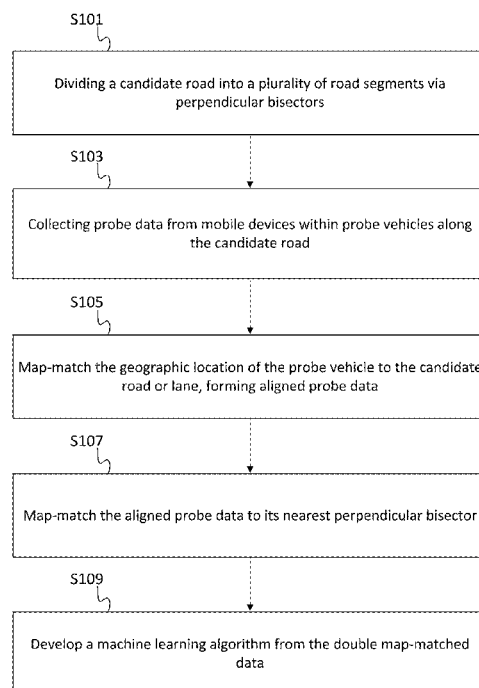 S101
Dividing a candidate road into a plurality of road segments via
perpendicular bisectors
S103
Collecting probe data from mobile devices within probe vehicles along
the candidate road
S105
Map-match the geographic location of the probe vehicle to the candidate
road or lane, forming aligned probe data
S107
Map-match the aligned probe data to its nearest perpendicular bisector
S109
Develop a machine learning algorithm from the double map-matched
data